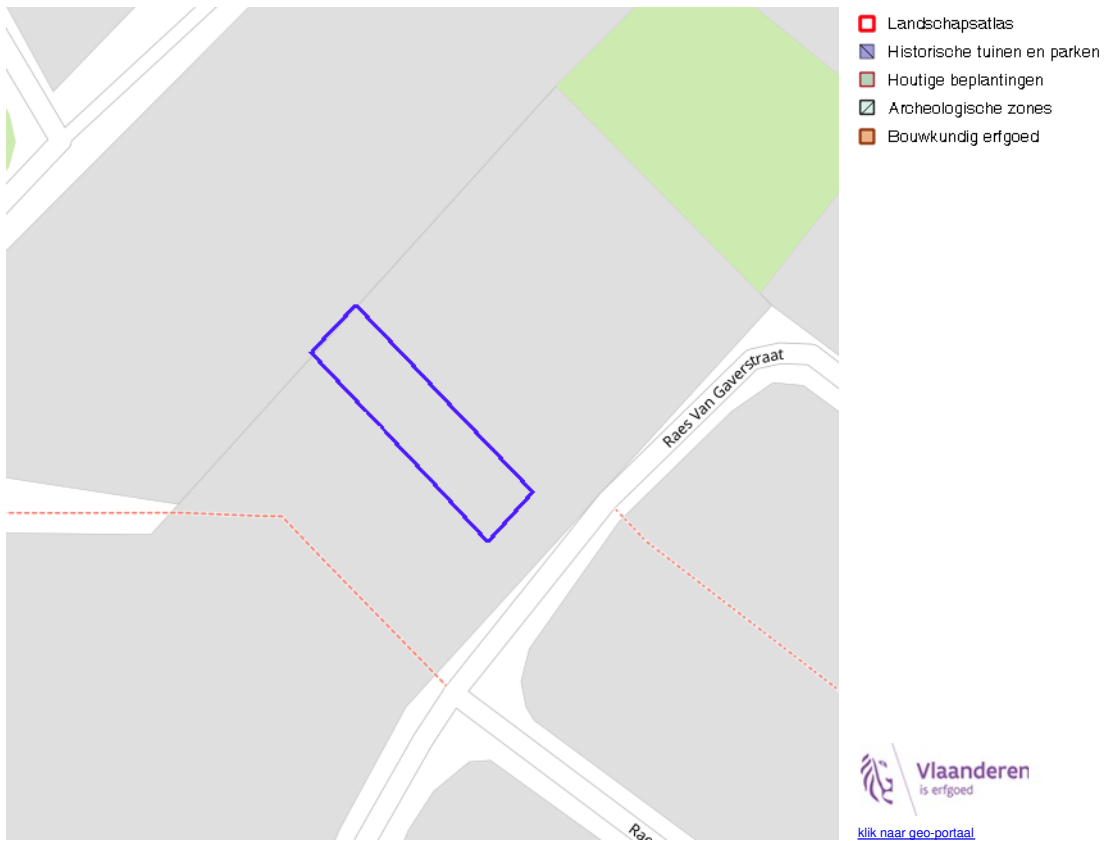 Landschapsatlas
Historische tuinen en parken
Houtige beplantingen
Archeologische zones
Bouwkundig erfgoed
Raes Van Gaverstraat
Rae
Vlaanderen
is erfgoed
klik naar geo-portaal